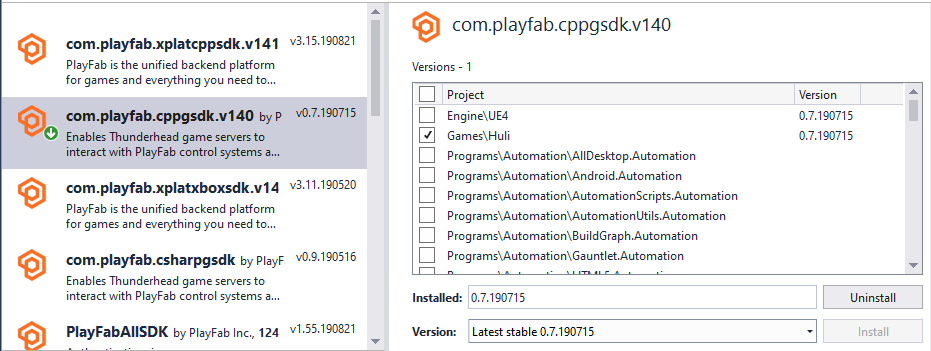 com.playfab.xplatcppsdk.v141 v3.15.190821
PlayFab is the unified backend platform
for games and everything you need to...
com.playfab.cppgsdk.v140 by P v0.7.190715
Enables Thunderhead game servers to
interact with PlayFab control systems a...
com.playfab.xplatxboxsdk.v14 v3.11.190520
PlayFab is the unified backend platform
for games and everything you need to...
com.playfab.csharpgsdk by PlayF v0.9.190516
Enables Thunderhead game servers to
interact with PlayFab control systems a...
PlayFabAllSDK by PlayFab Inc., 124 v1.55.190821
com.playfab.cppgsdk.v140
Versions - 1
Project Version
Engine\UE4 0.7.190715
Games\Huli 0.7.190715
Programs\Automation\AllDesktop.Automation
Programs\Automation\Android.Automation
Programs\Automation\AutomationScripts.Automation
Programs\Automation\AutomationUtils.Automation
Programs\Automation\BuildGraph.Automation
Programs\Automation\Gauntlet.Automation
Programs\Automation\HTML5.Automation
Installed: 0.7.190715 Uninstall
Version: Latest stable 0.7.190715 Install